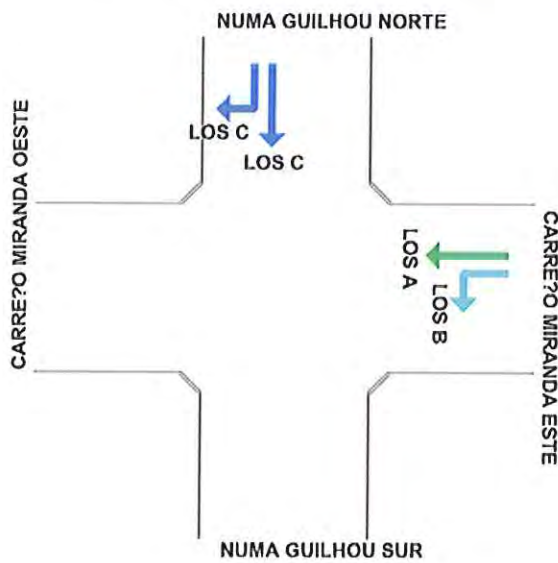 NUMA GUILHOU NORTE
LOS C
LOS C
CARRE?O MIRANDA OESTE
LOS A
LOS B
CARRE?O MIRANDA ESTE
NUMA GUILHOU SUR